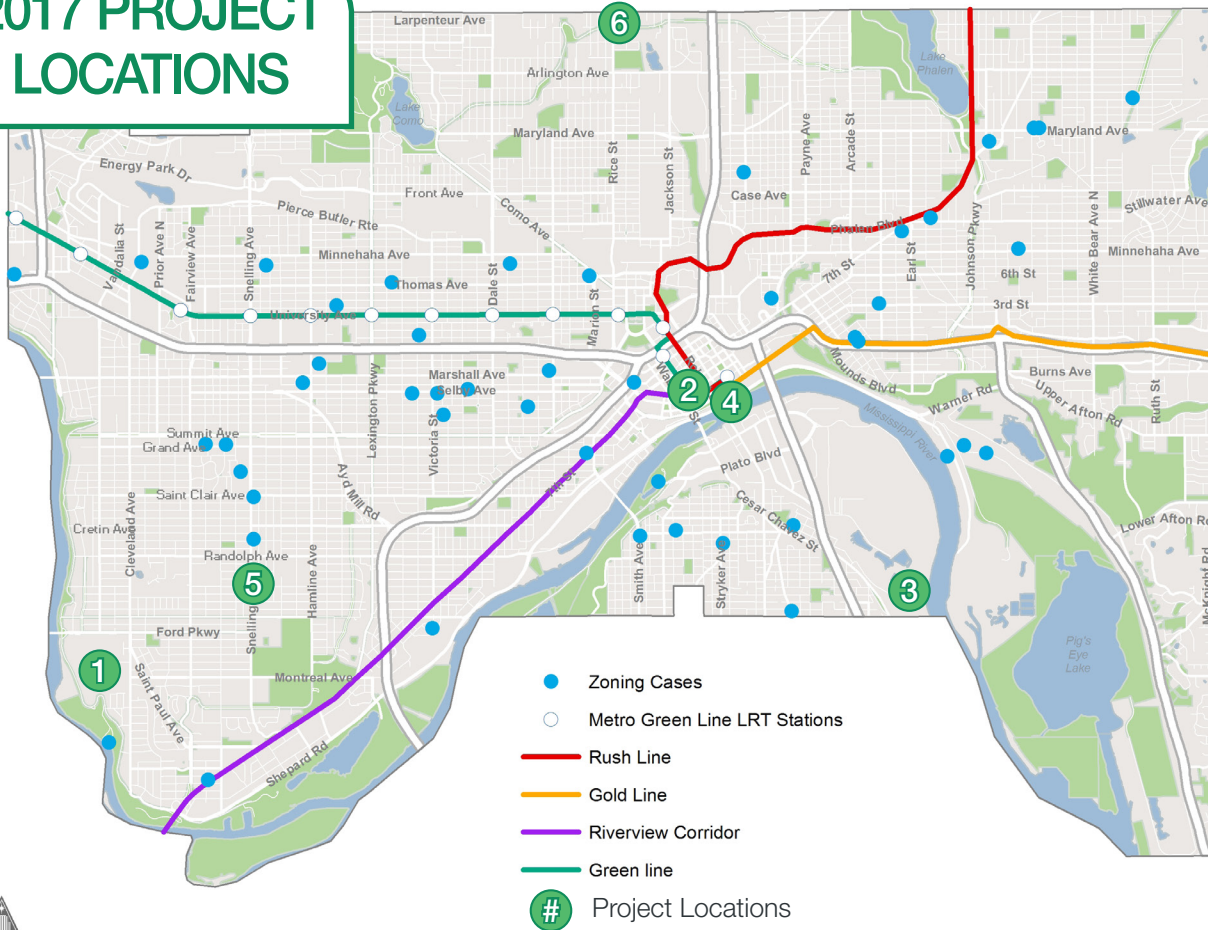 2017 PROJECT
LOCATIONS
6
Larpenteur Ave
Arlington Ave
Lake
Phalen
Lake
Como
Maryland Ave
Maryland Ave
Energy Park Dr
Rice St
Jackson St
Payne Ave
Arcade St
Front Ave
Case Ave
Pierce Butler Rte
Como Ave
Phalen Blvd
Johnson Pkwy
White Bear Ave N
Stillwater Ave
Vandalia St
Prior Ave N
Fairview Ave
Snelling Ave
Minnehaha Ave
Earl St
Minnehaha Ave
Thomas Ave
Dale St
7th St
6th St
Marion St
3rd St
University Ave
Marshall Ave
Selby Ave
Lexington Pkwy
Victoria St
2
4
Mounds Blvd
Burns Ave
Warner Rd
Upper Afton Rd
Ruth St
Mississippi River
Summit Ave
Grand Ave
Ayd Mill Rd
Plato Blvd
7th St
Saint Clair Ave
Cesar Chavez St
Cretin Ave
Cleveland Ave
Randolph Ave
Hamline Ave
Smith Ave
Stryker Ave
Lower Afton Rd
McKnight Rd
5
3
Snelling
Ford Pkwy
1
Saint Paul Ave
Montreal Ave
Pig's
Eye
Lake
Shepard Rd
Zoning Cases
Metro Green Line LRT Stations
Rush Line
Gold Line
Riverview Corridor
Green line
# Project Locations